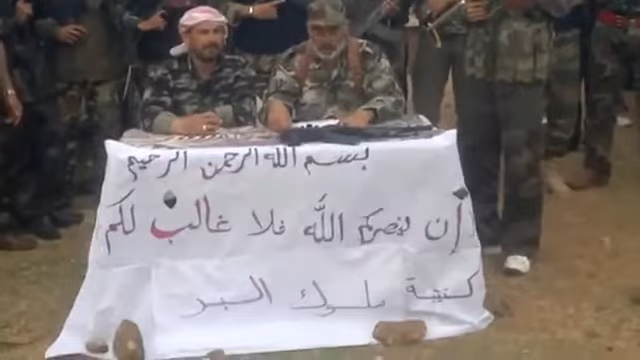 بسم الله الرحمن الرحيم
إن ينصركم الله فلا غالب لكم
كتيبة ملوك البر